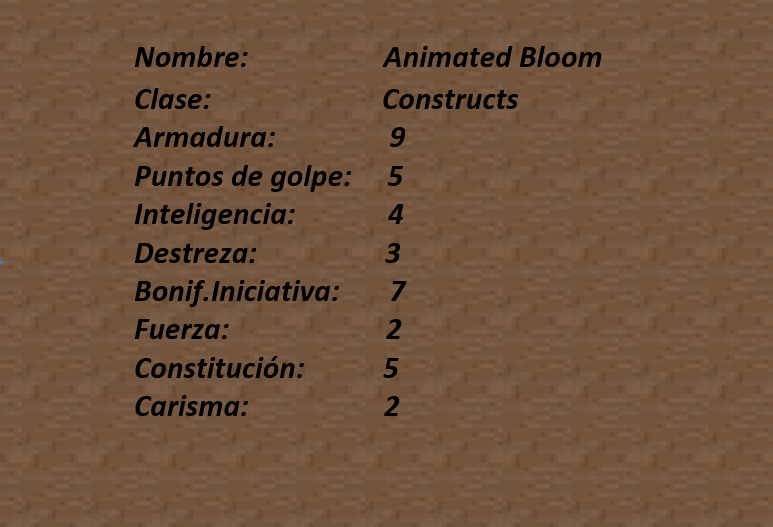 Nombre: Animated Bloom
Clase: Constructs
Armadura: 9
Puntos de golpe: 5
Inteligencia: 4
Destreza: 3
Bonif.Iniciativa: 7
Fuerza: 2
Constitución: 5
Carisma: 2